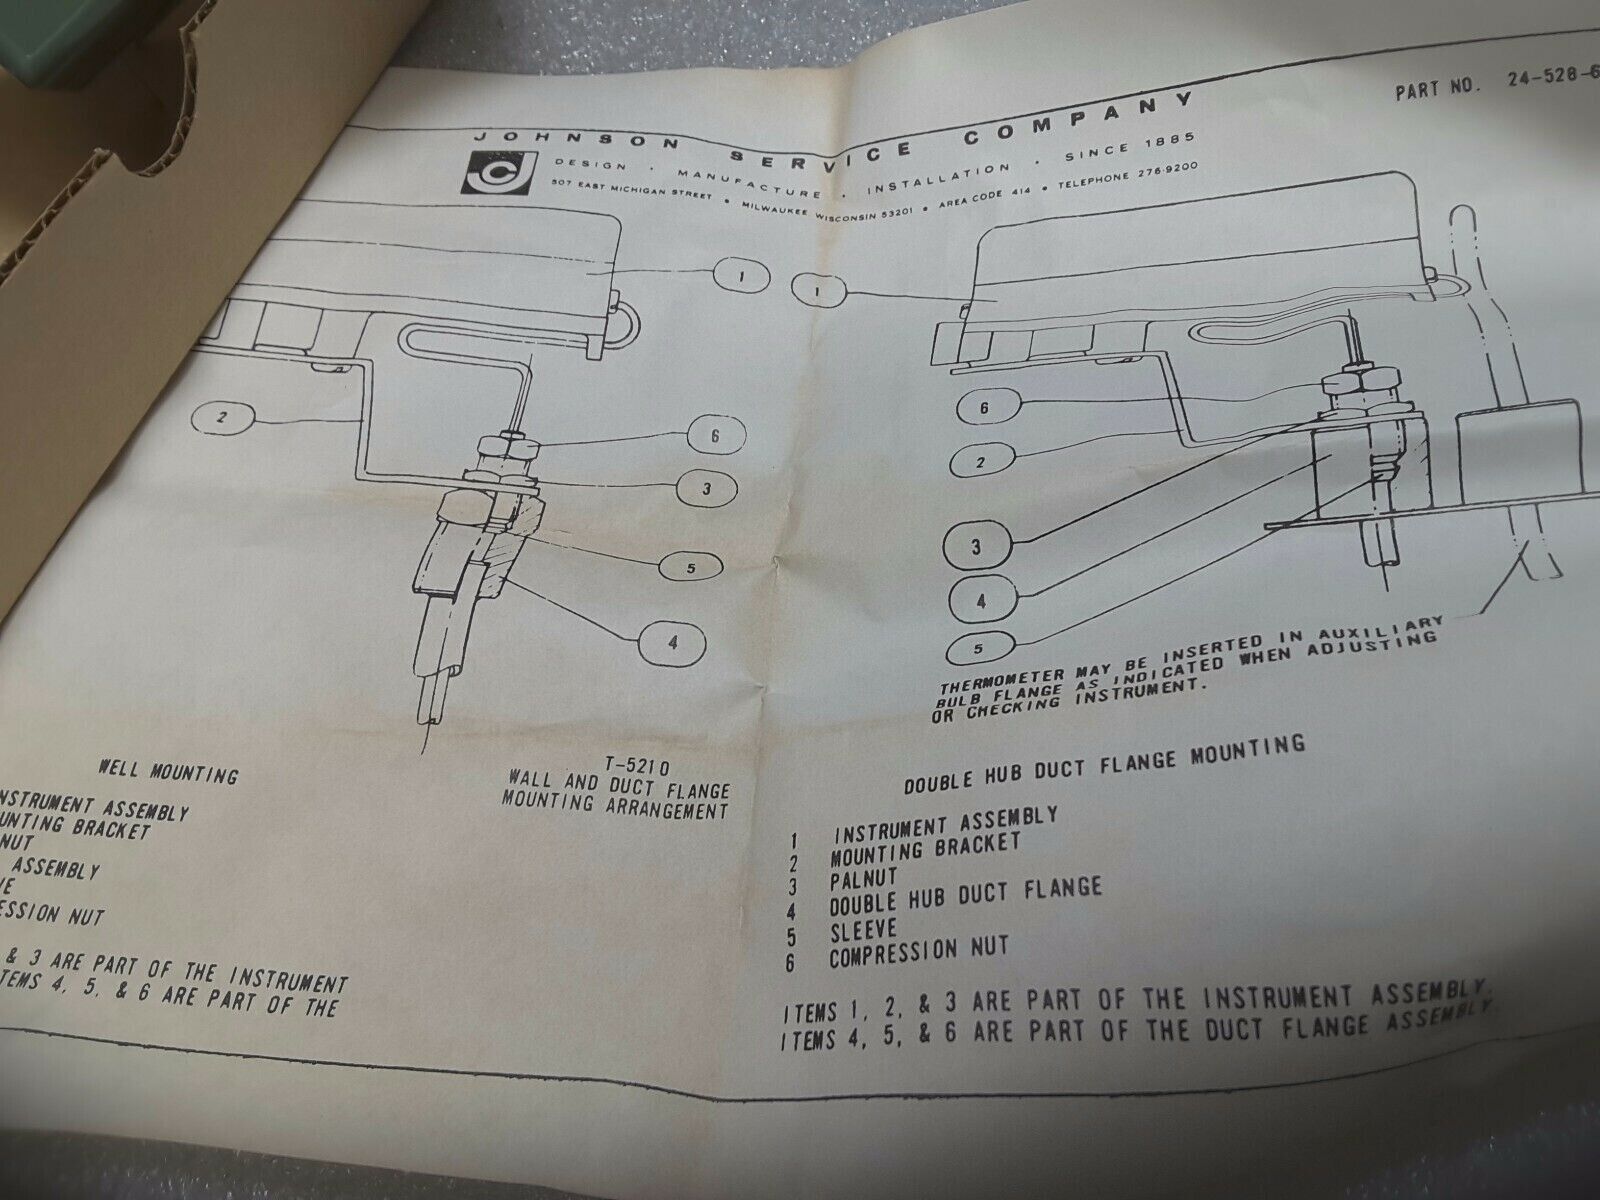 PART NO. 24-528-6
JOHNSON SERVICE COMPANY
DESIGN · MANUFACTURE · INSTALLATION · SINCE 1885
507 EAST MICHIGAN STREET • MILWAUKEE WISCONSIN 53201 • AREA CODE 414 • TELEPHONE 276-9200
JC
1
2
6
3
5
4
1
6
2
3
4
5
THERMOMETER MAY BE INSERTED IN AUXILIARY
BULB FLANGE AS INDICATED WHEN ADJUSTING
OR CHECKING INSTRUMENT.
WELL MOUNTING
NSTRUMENT ASSEMBLY
UNTING BRACKET
NUT
ASSEMBLY
VE
ESSION NUT
& 3 ARE PART OF THE INSTRUMENT
TEMS 4, 5, & 6 ARE PART OF THE
T-5210
WALL AND DUCT FLANGE
MOUNTING ARRANGEMENT
DOUBLE HUB DUCT FLANGE MOUNTING
1 INSTRUMENT ASSEMBLY
2 MOUNTING BRACKET
3 PALNUT
4 DOUBLE HUB DUCT FLANGE
5 SLEEVE
6 COMPRESSION NUT
ITEMS 1, 2, & 3 ARE PART OF THE INSTRUMENT ASSEMBLY.
ITEMS 4, 5, & 6 ARE PART OF THE DUCT FLANGE ASSEMBLY.